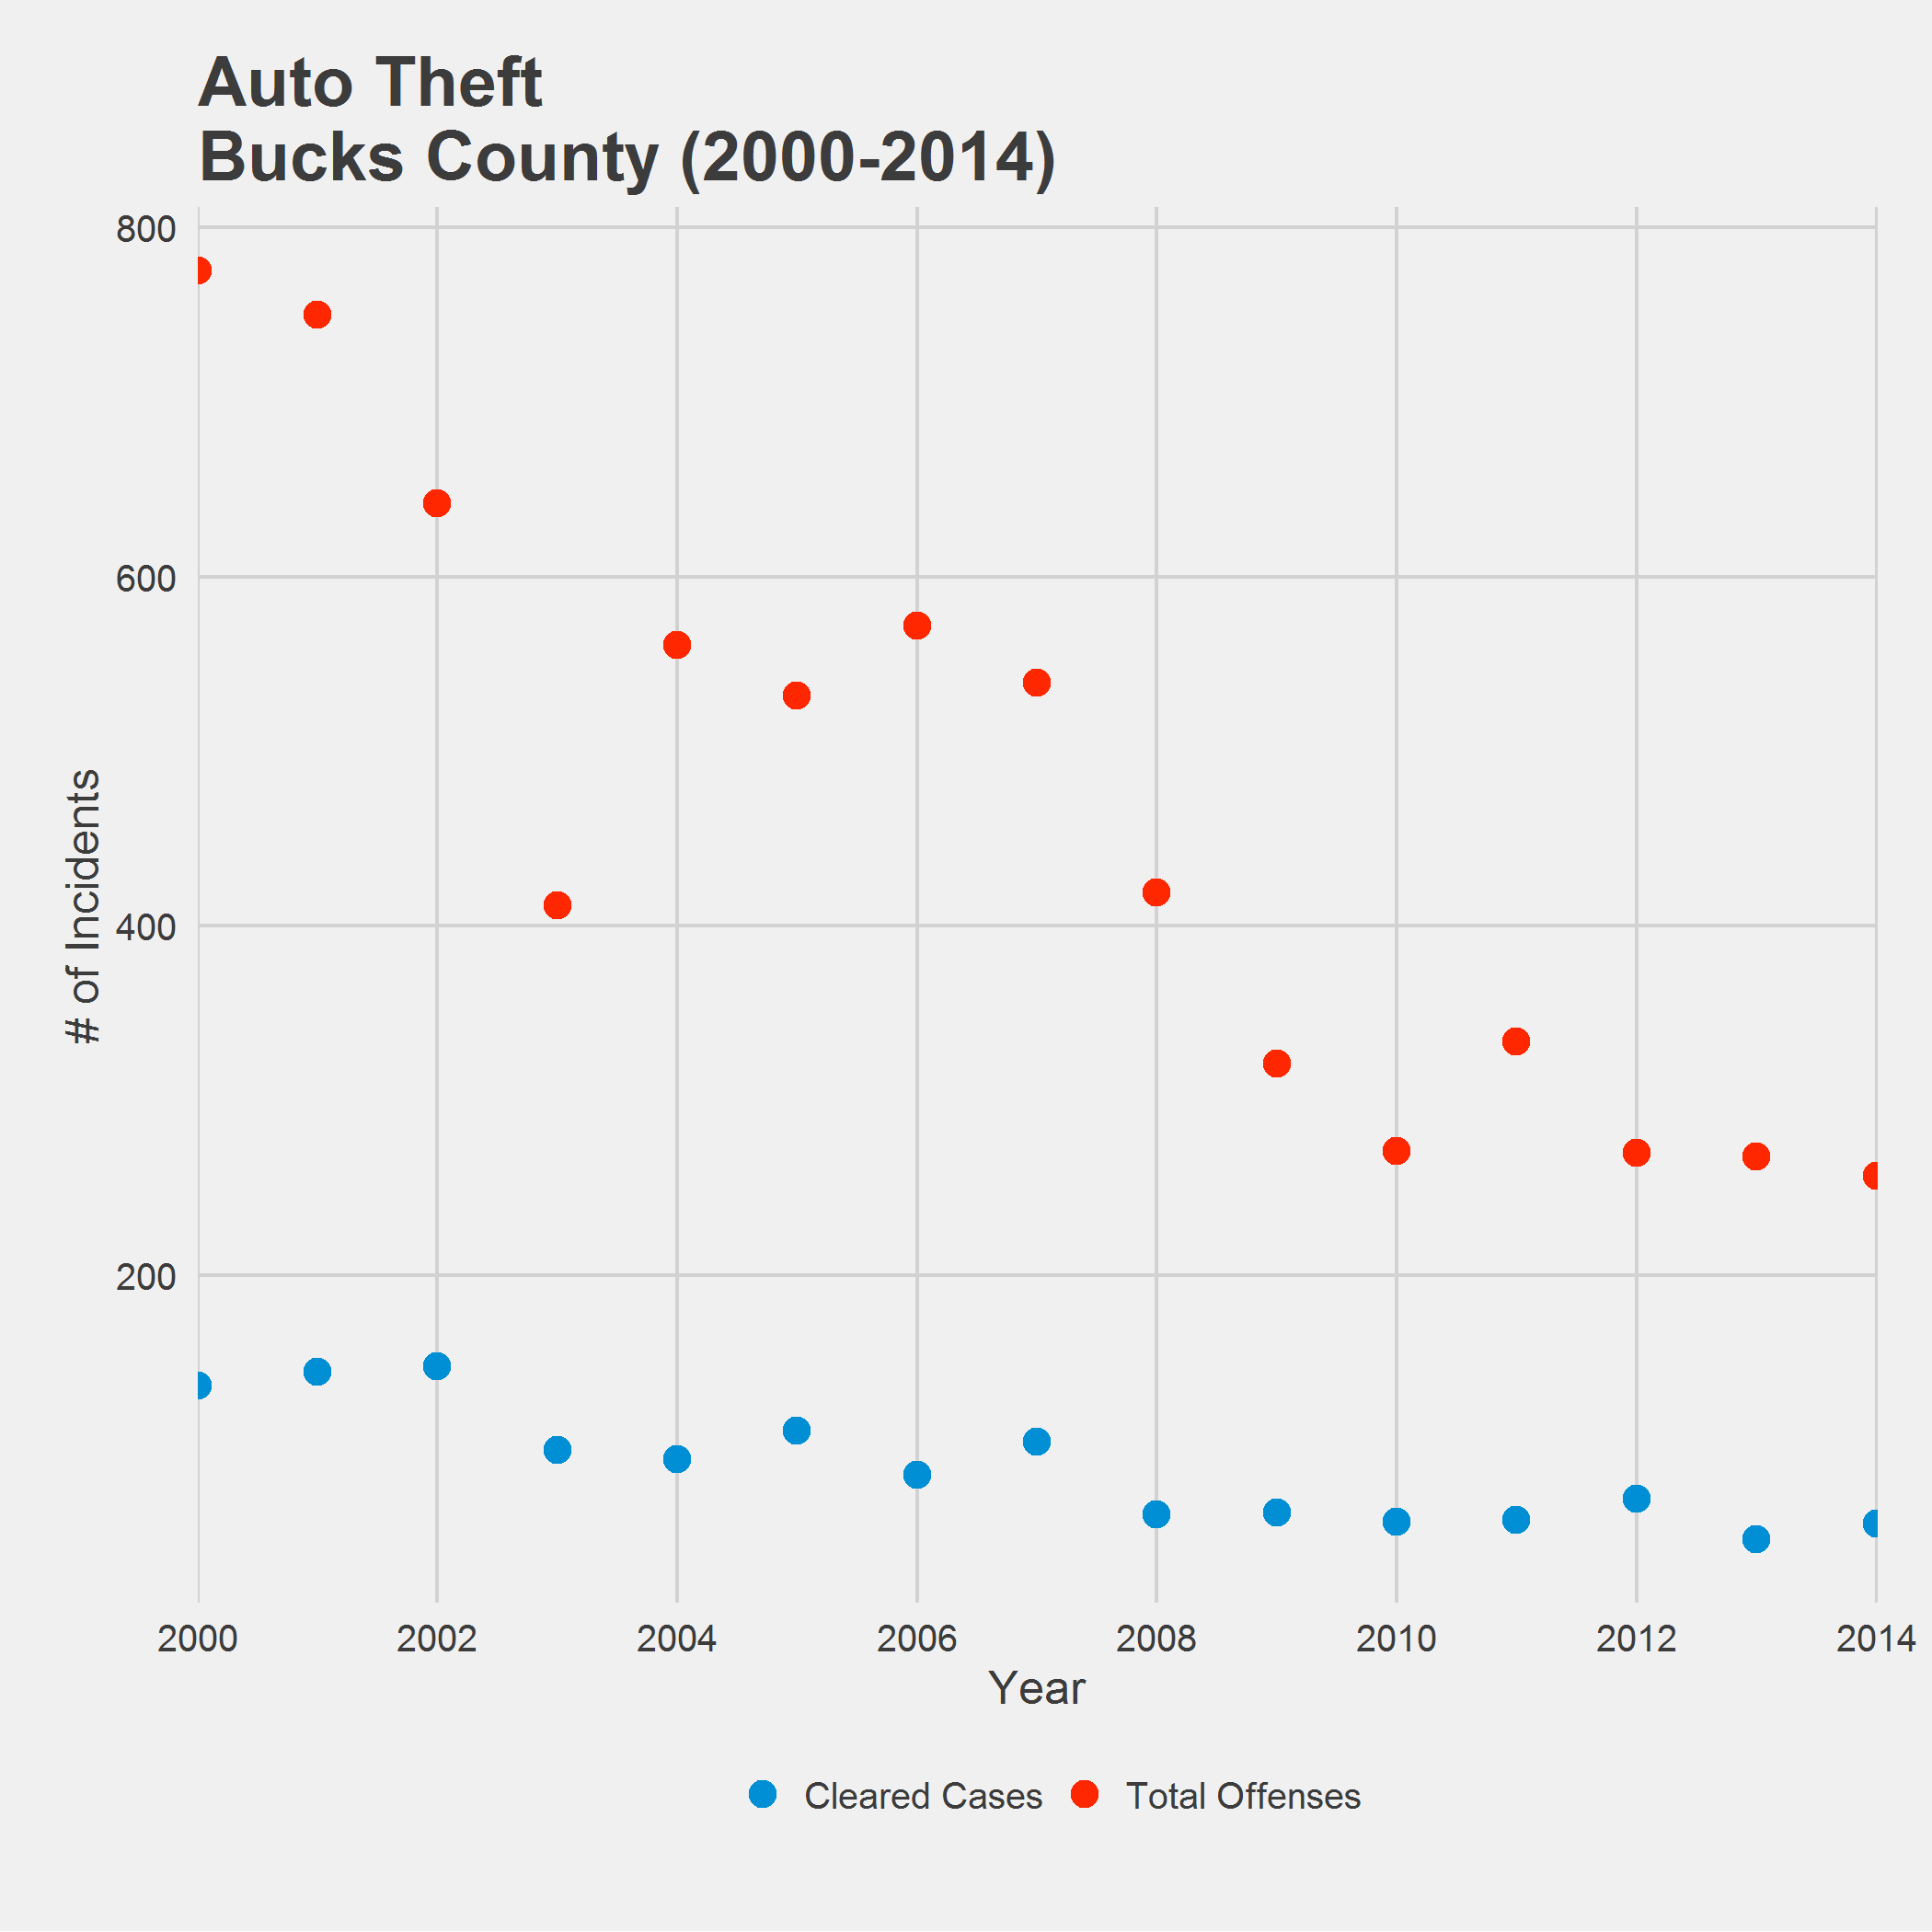 Auto Theft
Bucks County (2000-2014)
800
600
400
200
# of Incidents
2000 2002 2004 2006 2008 2010 2012 2014
Year
Cleared Cases Total Offenses